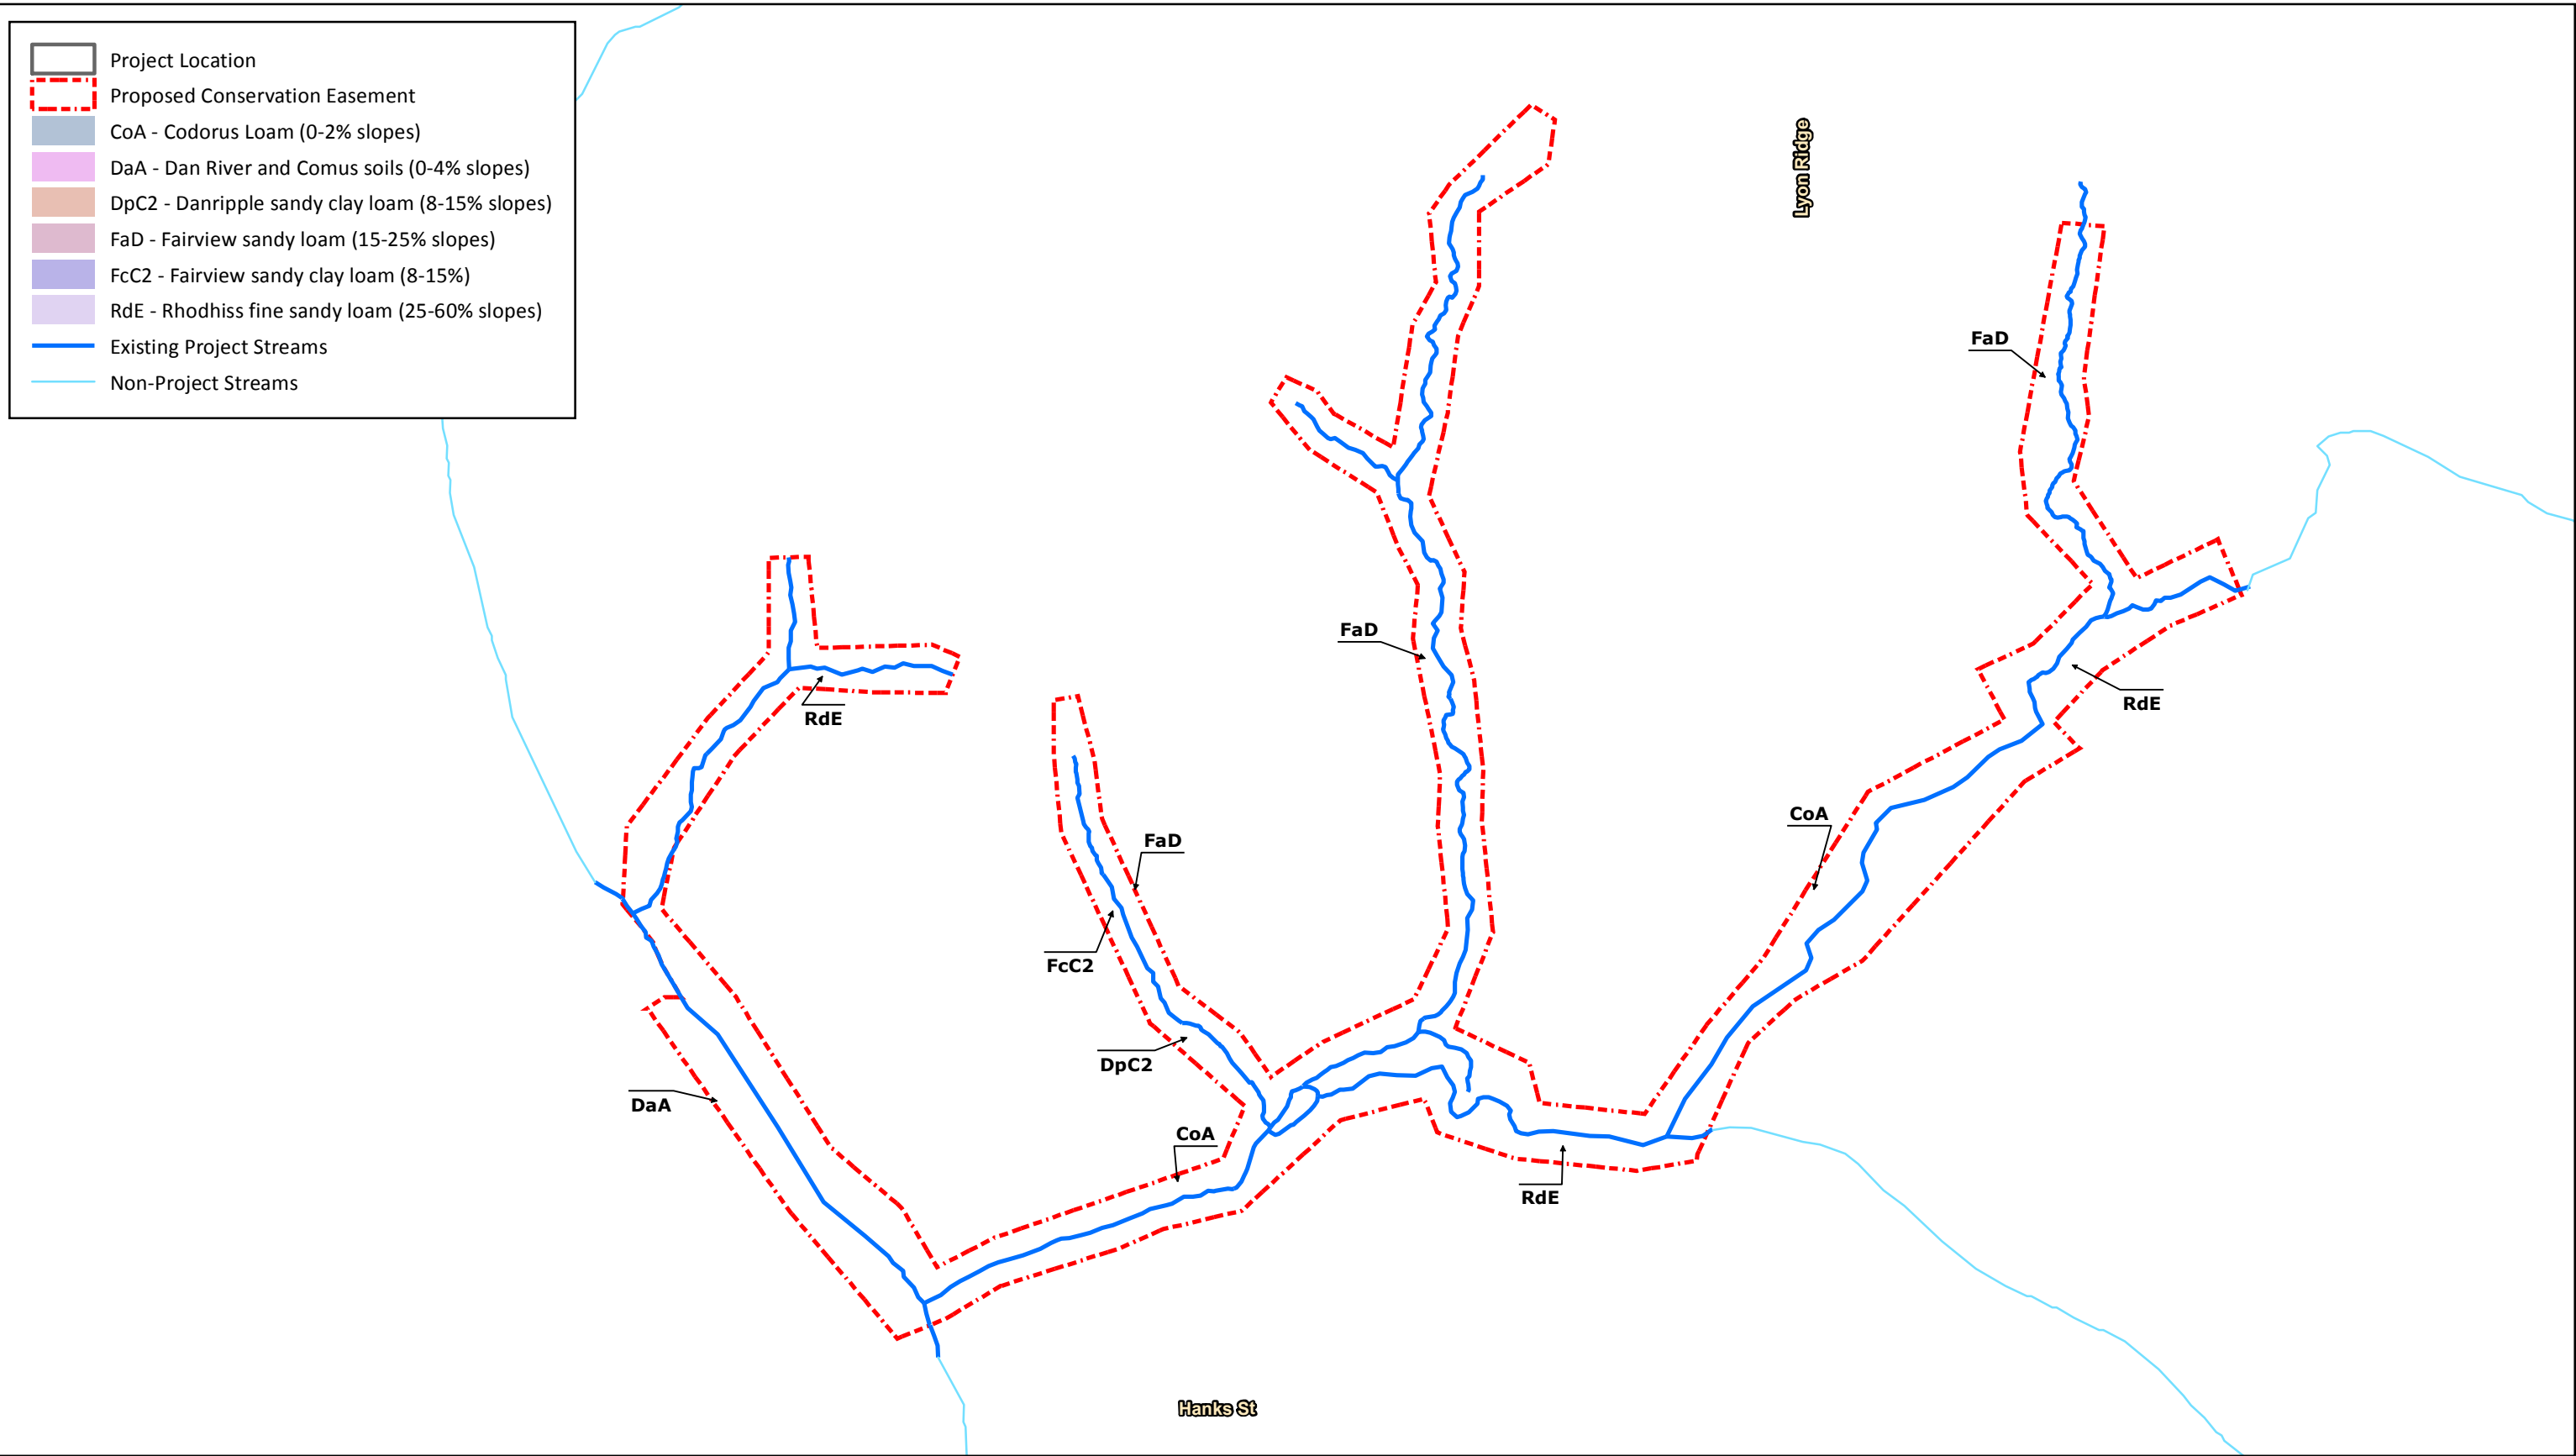 Project Location
Proposed Conservation Easement
CoA - Codorus Loam (0-2% slopes)
DaA - Dan River and Comus soils (0-4% slopes)
DpC2 - Danripple sandy clay loam (8-15% slopes)
FaD - Fairview sandy loam (15-25% slopes)
FcC2 - Fairview sandy clay loam (8-15%)
RdE - Rhodhiss fine sandy loam (25-60% slopes)
Existing Project Streams
Non-Project Streams
Lyon Ridge
FaD
FaD
RdE
RdE
CoA
FaD
FcC2
DpC2
DaA
CoA
RdE
Hanks St